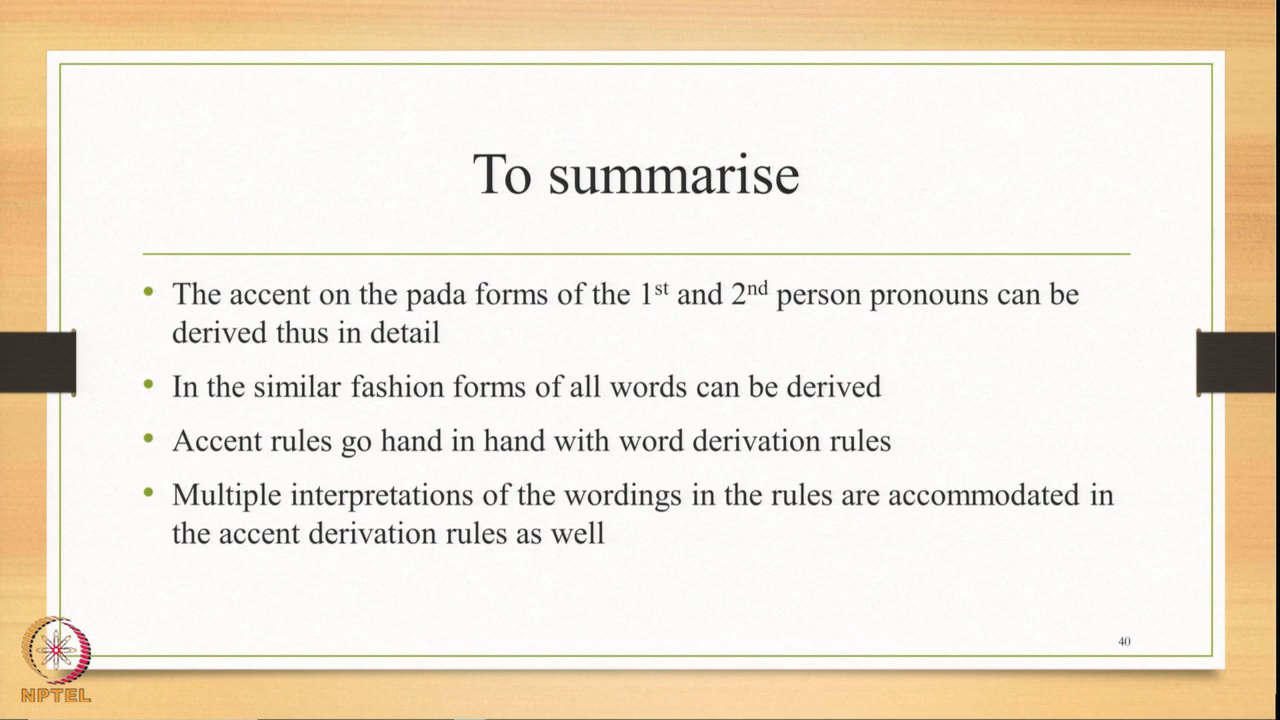 To summarise
• The accent on the pada forms of the 1st and 2nd person pronouns can be
derived thus in detail
• In the similar fashion forms of all words can be derived
• Accent rules go hand in hand with word derivation rules
• Multiple interpretations of the wordings in the rules are accommodated in
the accent derivation rules as well
40
NPTEL